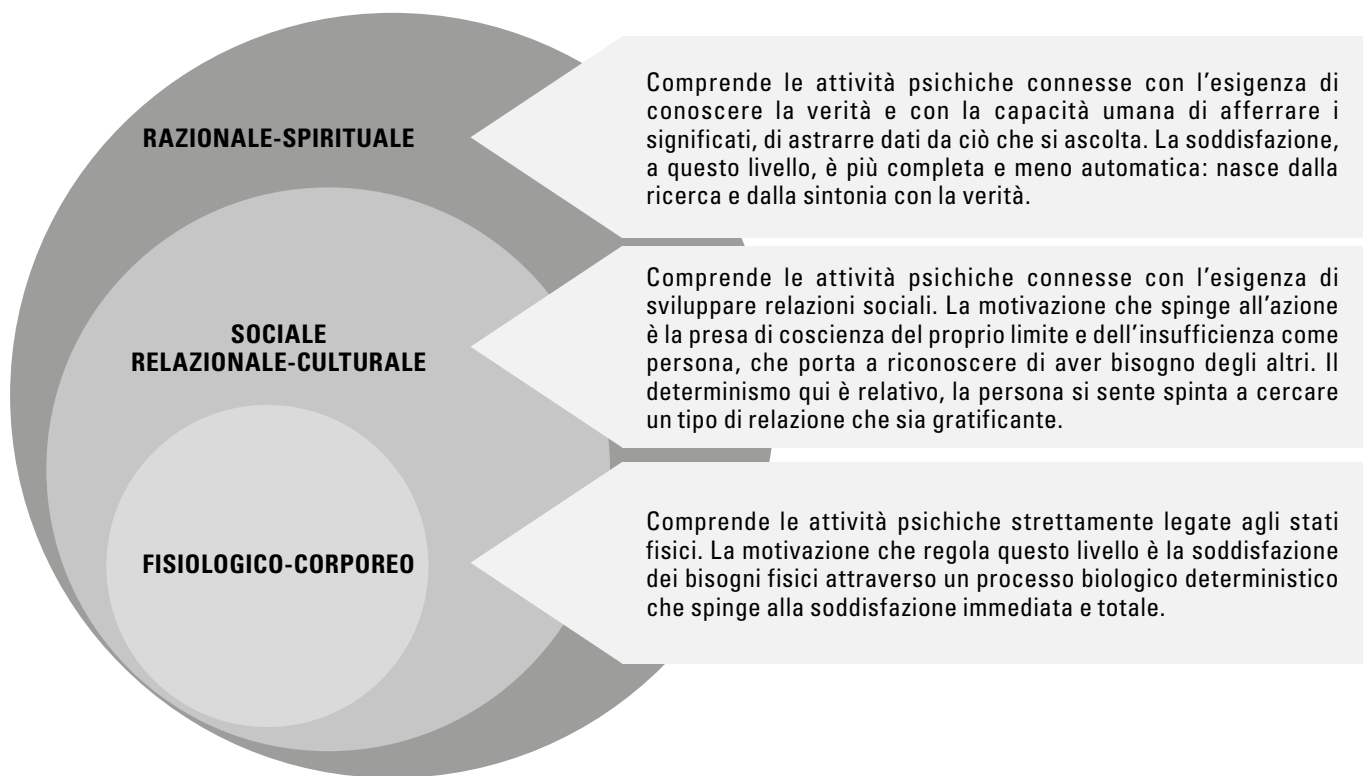 RAZIONALE-SPIRITUALE
Comprende le attività psichiche connesse con l'esigenza di
conoscere la verità e con la capacità umana di afferrare i
significati, di astrarre dati da ciò che si ascolta. La soddisfazione,
a questo livello, è più completa e meno automatica: nasce dalla
ricerca e dalla sintonia con la verità.
SOCIALE
RELAZIONALE-CULTURALE
Comprende le attività psichiche connesse con l'esigenza di
sviluppare relazioni sociali. La motivazione che spinge all'azione
è la presa di coscienza del proprio limite e dell'insufficienza come
persona, che porta a riconoscere di aver bisogno degli altri. Il
determinismo qui è relativo, la persona si sente spinta a cercare
un tipo di relazione che sia gratificante.
FISIOLOGICO-CORPOREO
Comprende le attività psichiche strettamente legate agli stati
fisici. La motivazione che regola questo livello è la soddisfazione
dei bisogni fisici attraverso un processo biologico deterministico
che spinge alla soddisfazione immediata e totale.